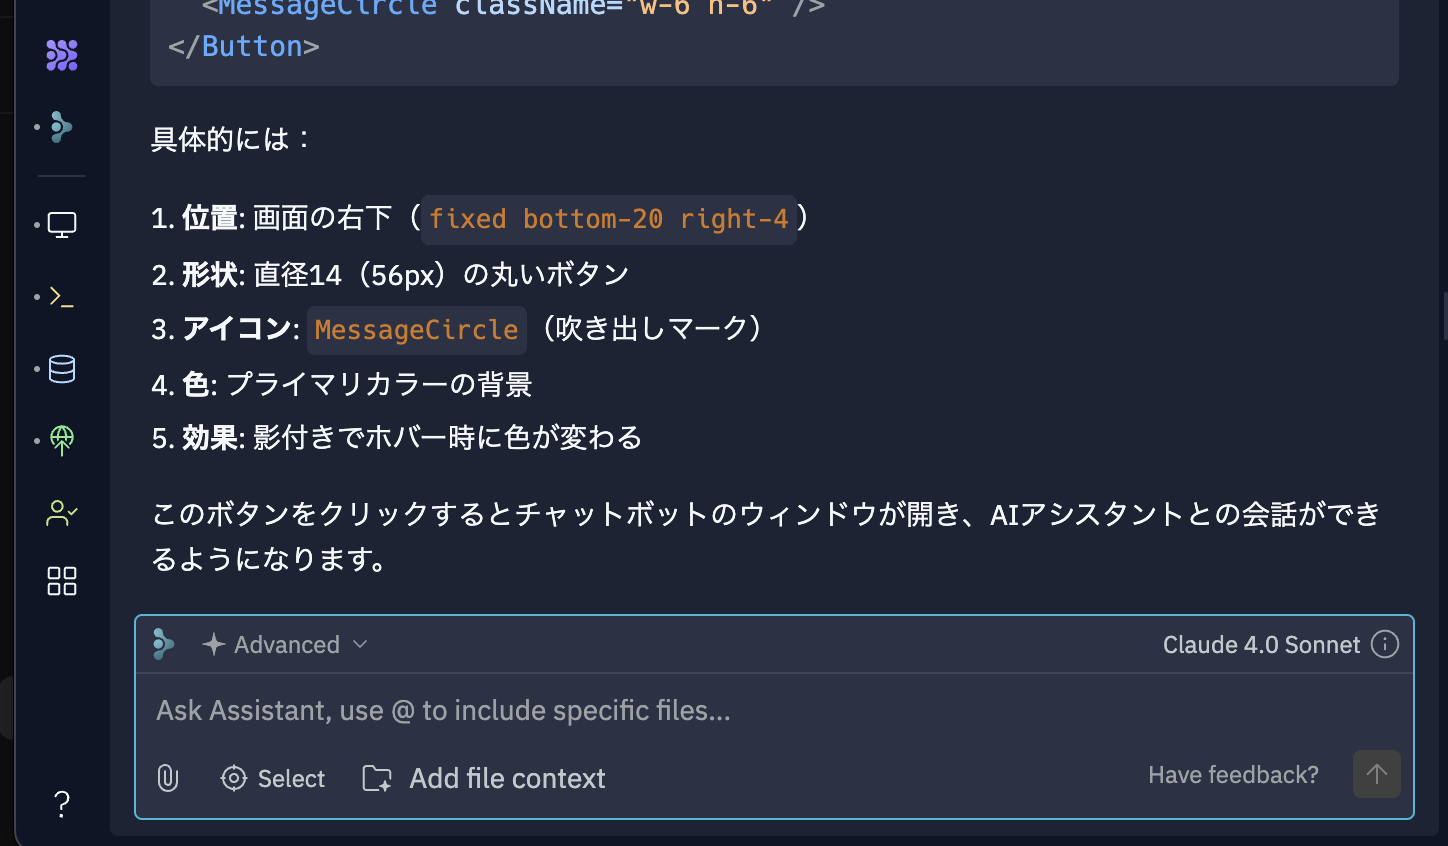 <MessageCircle className="w-6 h-6" />
</Button>
具体的には：
1. 位置: 画面の右下（fixed bottom-20 right-4）
2. 形状: 直径14（56px）の丸いボタン
3. アイコン: MessageCircle（吹き出しマーク）
4. 色: プライマリカラーの背景
5. 効果: 影付きでホバー時に色が変わる
このボタンをクリックするとチャットボットのウィンドウが開き、AIアシスタントとの会話ができ
るようになります。
Advanced
Claude 4.0 Sonnet
Ask Assistant, use @ to include specific files...
Select
Add file context
Have feedback?